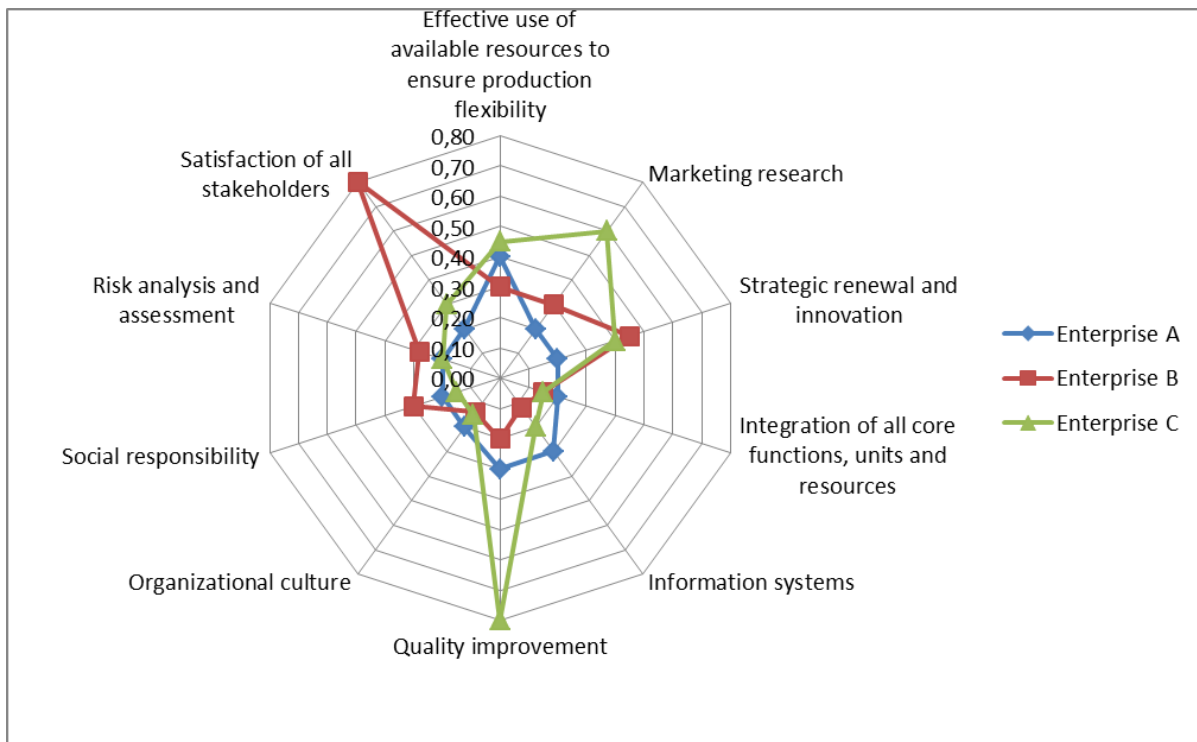 Effective use of
available resources to
ensure production
flexibility
0,80
0,70
0,60
0,50
0,40
0,30
0,20
0,10
0,00
Marketing research
Strategic renewal and
innovation
Integration of all core
functions, units and
resources
Information systems
Quality improvement
Organizational culture
Social responsibility
Risk analysis and
assessment
Satisfaction of all
stakeholders
Enterprise A
Enterprise B
Enterprise C